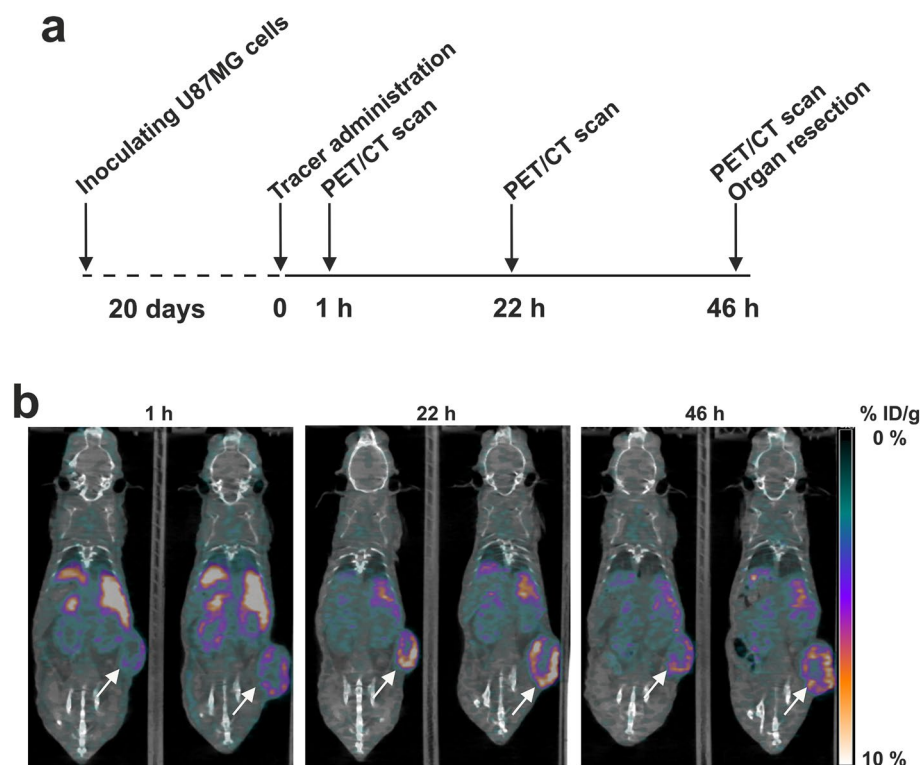 a
Inoculating U87MG cells
Tracer administration
PET/CT scan
PET/CT scan
PET/CT scan
Organ resection
20 days
0
1 h
22 h
46 h
b
1 h
22 h
46 h
% ID/g
0 %
10 %